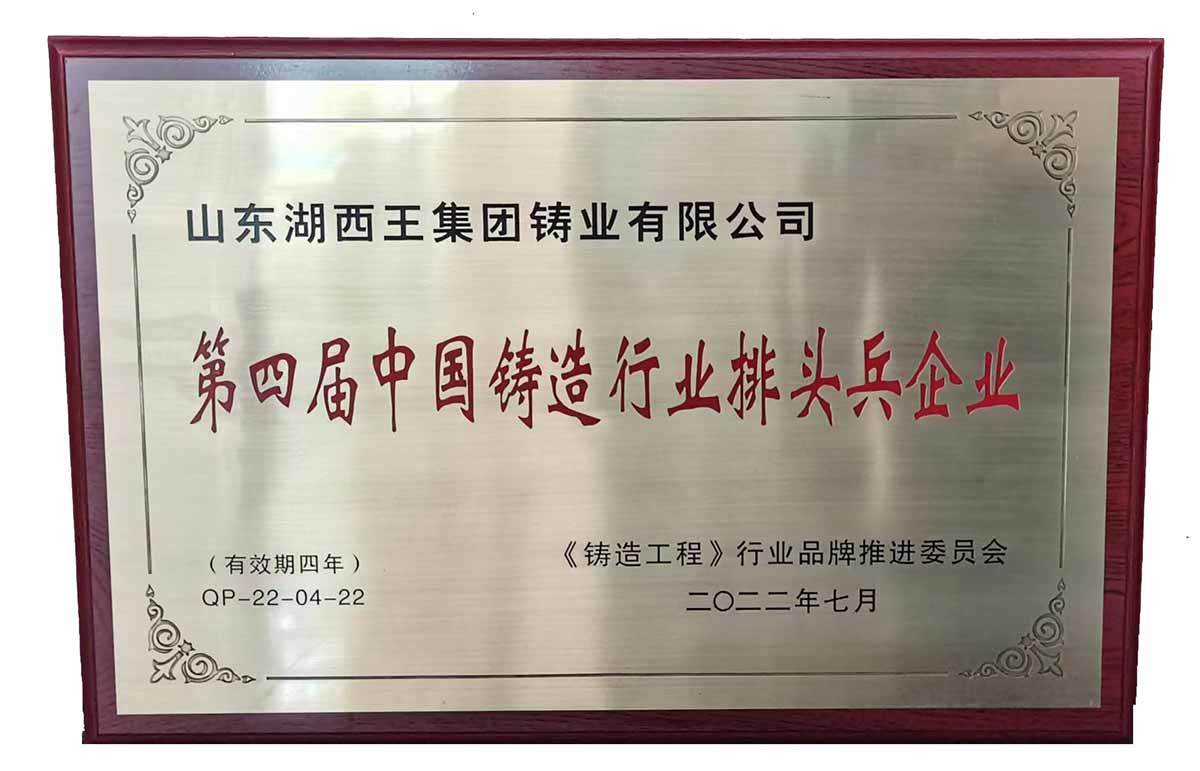 山东湖西王集团铸业有限公司
第四届中国铸造行业排头兵企业
（有效期四年）
QP-22-04-22
《铸造工程》行业品牌推进委员会
二〇二二年七月